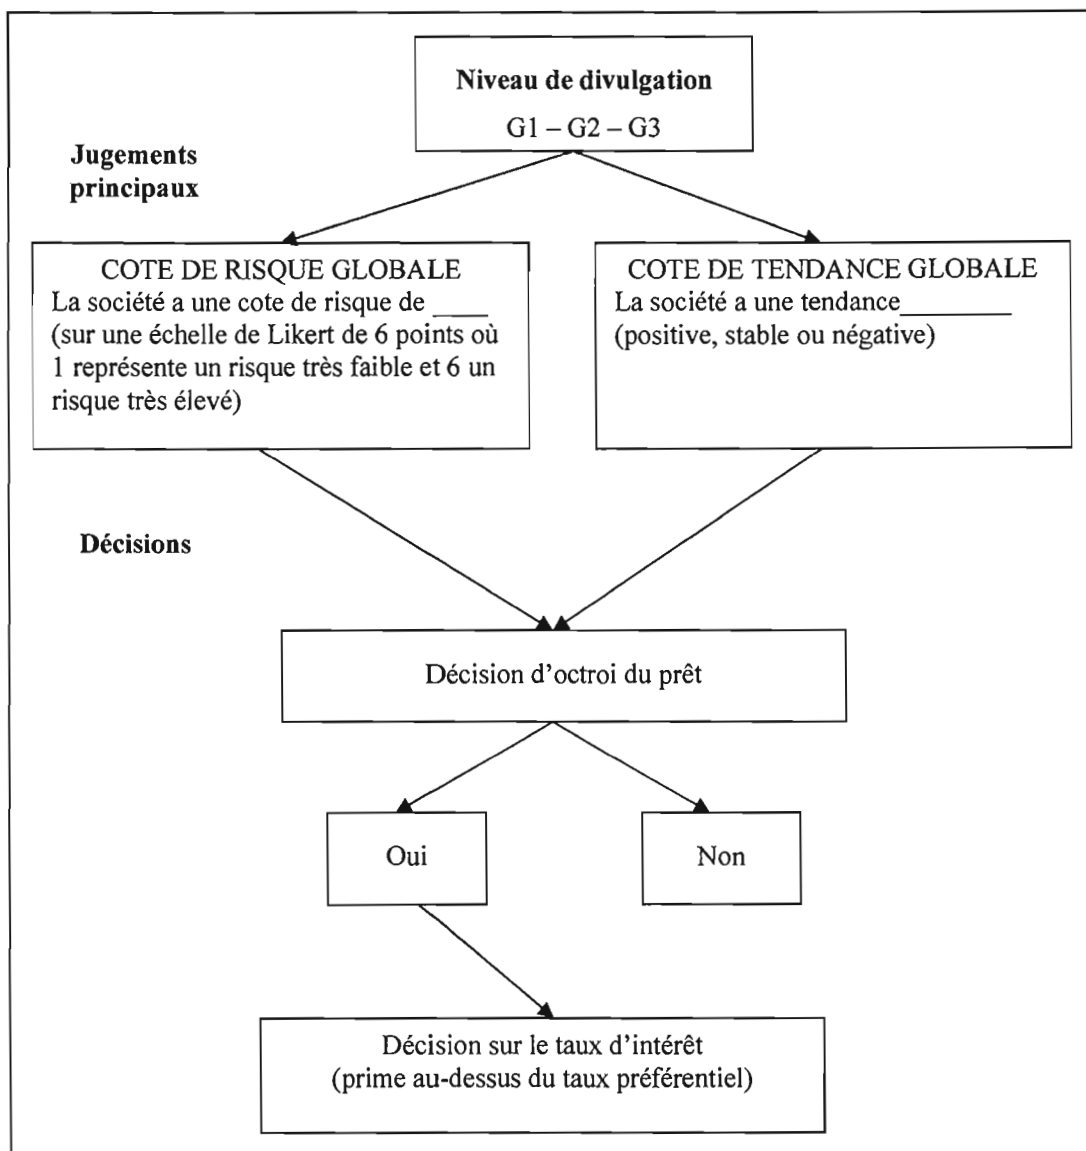 Niveau de divulgation
G1 – G2 – G3
Jugements
principaux
COTE DE RISQUE GLOBALE
La société a une cote de risque de ____
(sur une échelle de Likert de 6 points où
1 représente un risque très faible et 6 un
risque très élevé)
COTE DE TENDANCE GLOBALE
La société a une tendance________
(positive, stable ou négative)
Décisions
Décision d’octroi du prêt
Oui
Non
Décision sur le taux d’intérêt
(prime au-dessus du taux préférentiel)